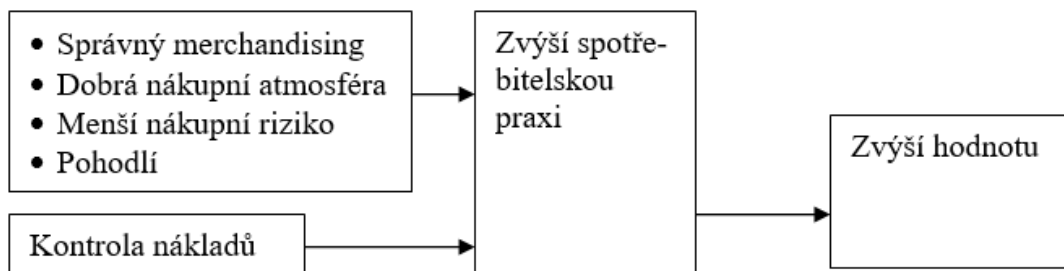 • Správný merchandising
• Dobrá nákupní atmosféra
• Menší nákupní riziko
• Pohodlí
Kontrola nákladů
Zvýší spotře-
bitelskou
praxi
Zvýší hodnotu